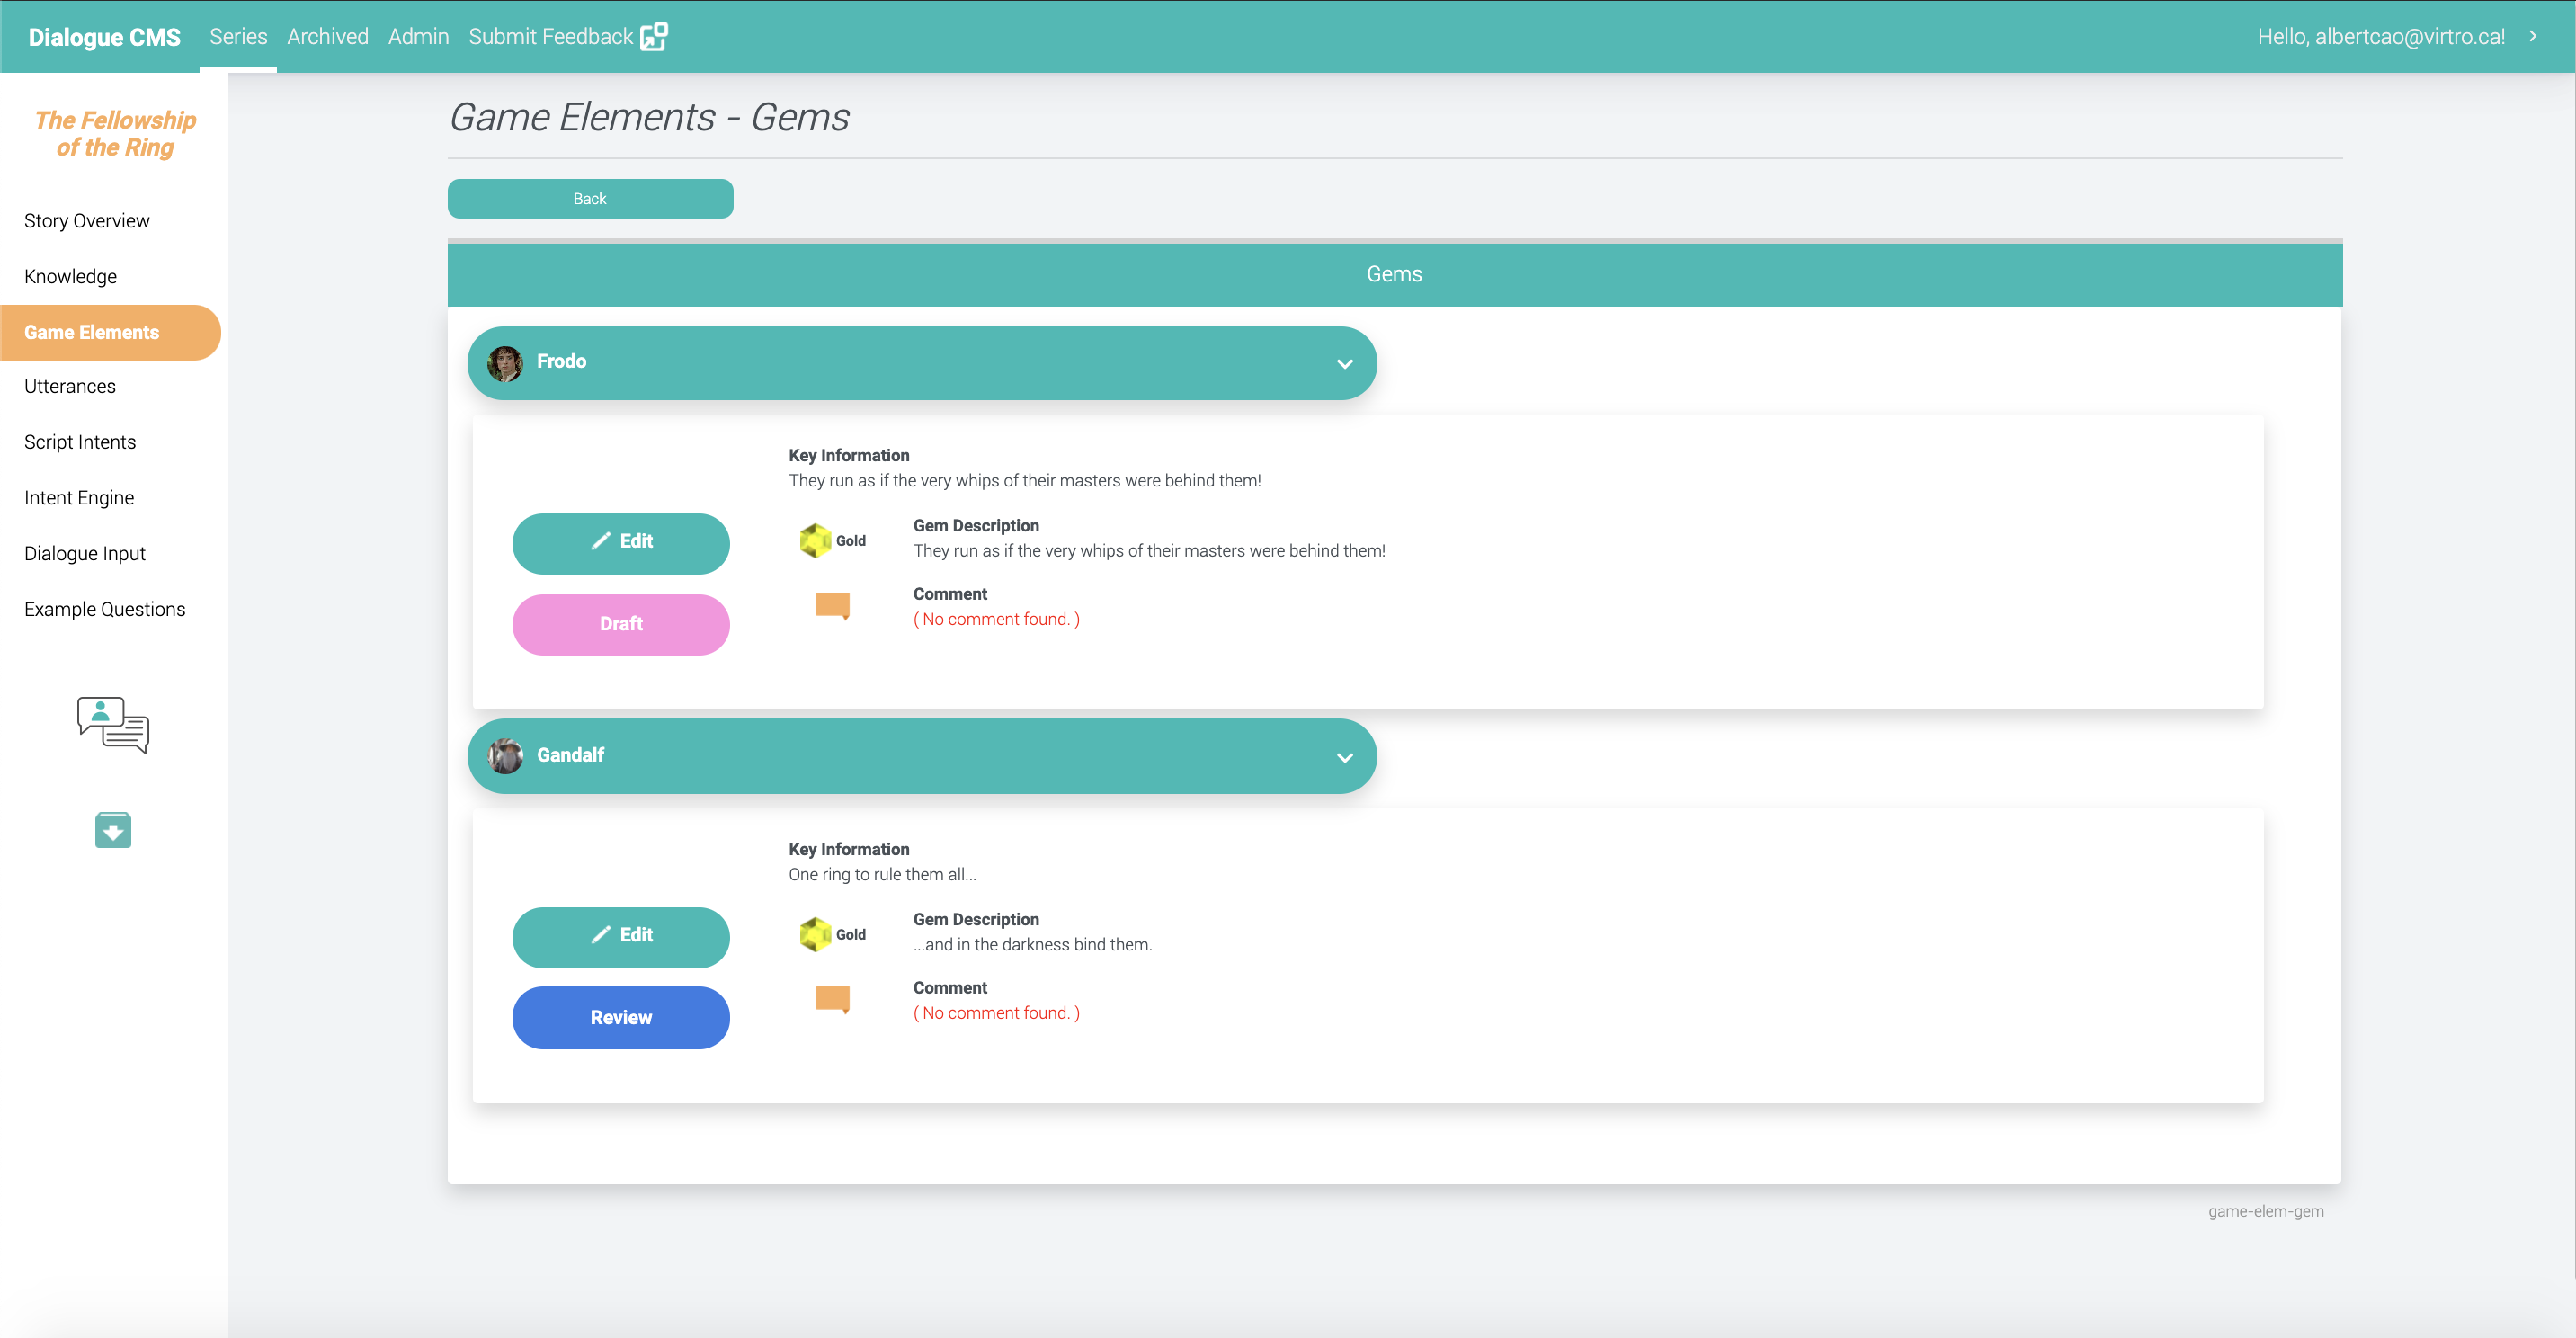 Dialogue CMS Series Archived Admin Submit Feedback Hello, albertcao@virtro.ca!
The Fellowship
of the Ring
Story Overview
Knowledge
Game Elements
Utterances
Script Intents
Intent Engine
Dialogue Input
Example Questions
Game Elements - Gems
Back
Gems
Frodo
Key Information
They run as if the very whips of their masters were behind them!
Edit
Draft
Gold
Gem Description
They run as if the very whips of their masters were behind them!
Comment
( No comment found. )
Gandalf
Key Information
One ring to rule them all...
Edit
Review
Gold
Gem Description
...and in the darkness bind them.
Comment
( No comment found. )
game-elem-gem